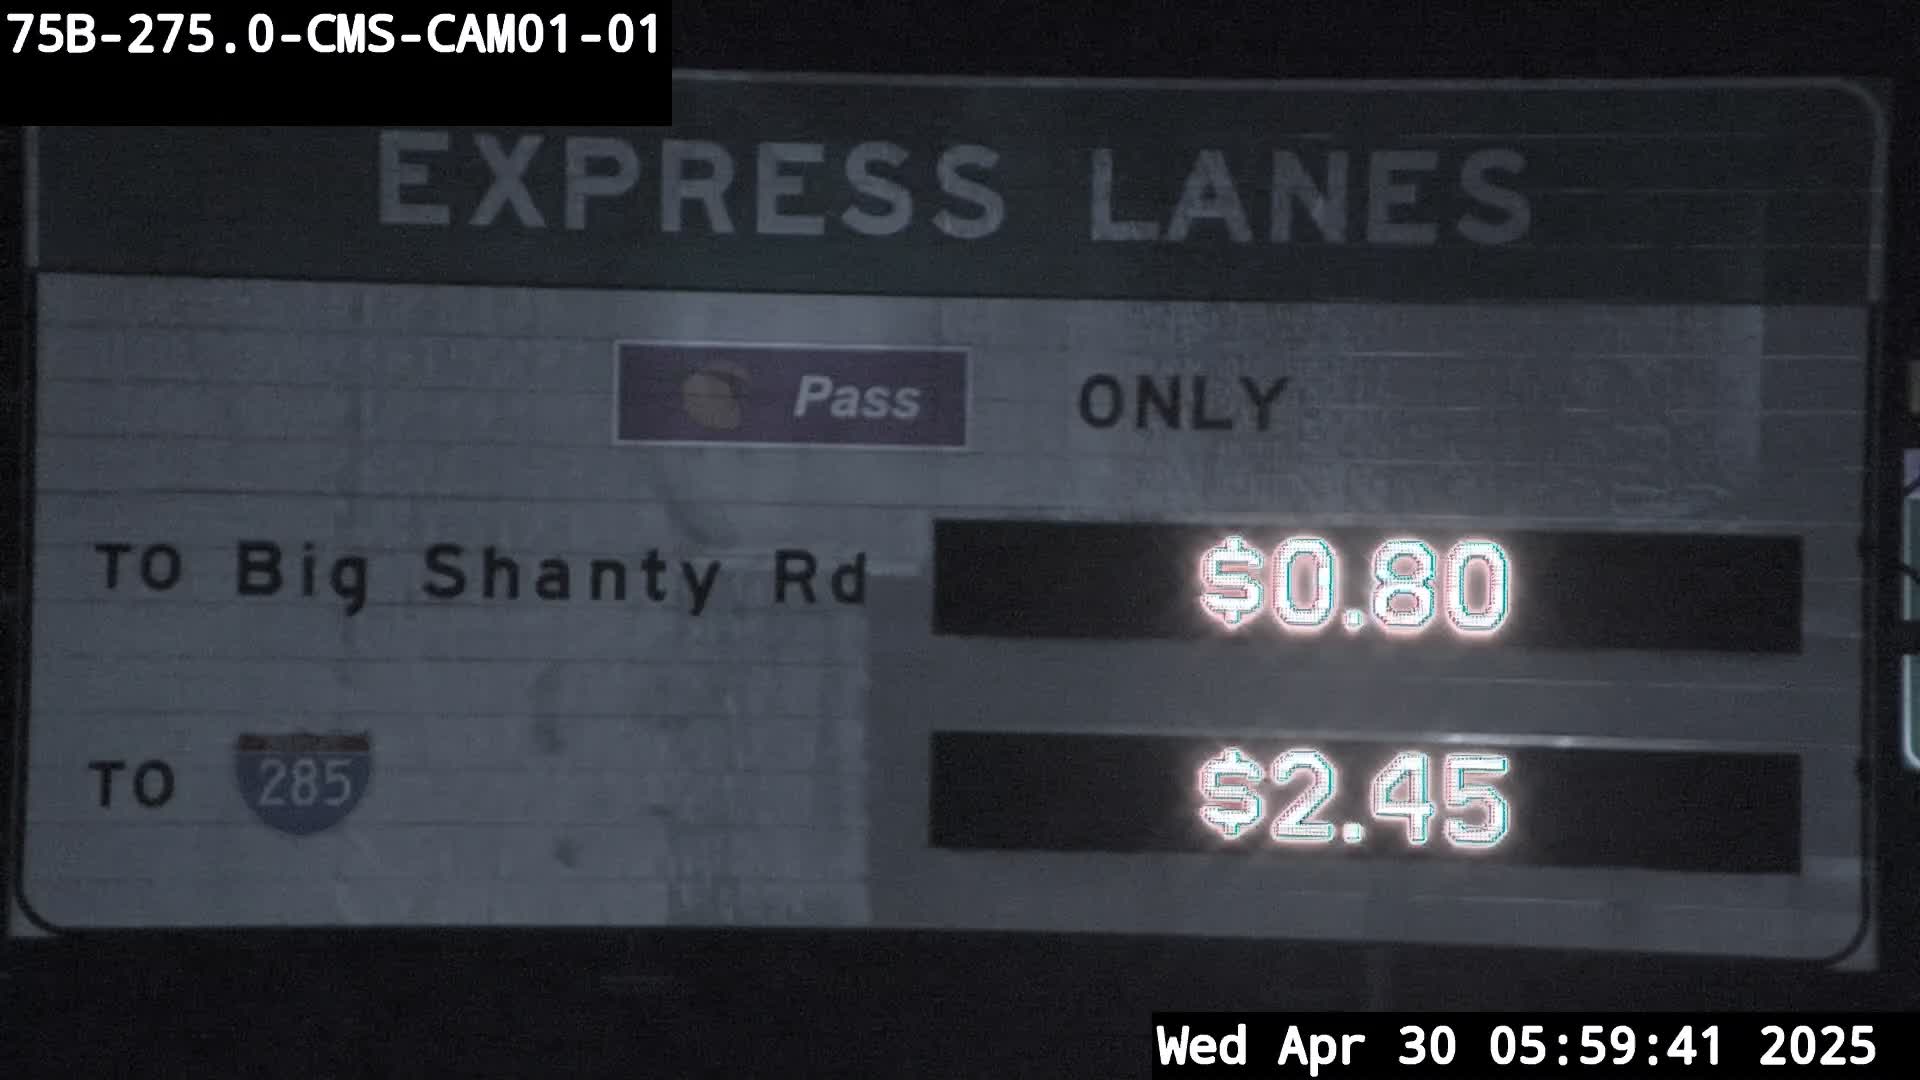 75B-275.0-CMS-CAM01-01
EXPRESS LANES
Pass ONLY
TO Big Shanty Rd $0.80
TO 285 $2.45
Wed Apr 30 05:59:41 2025